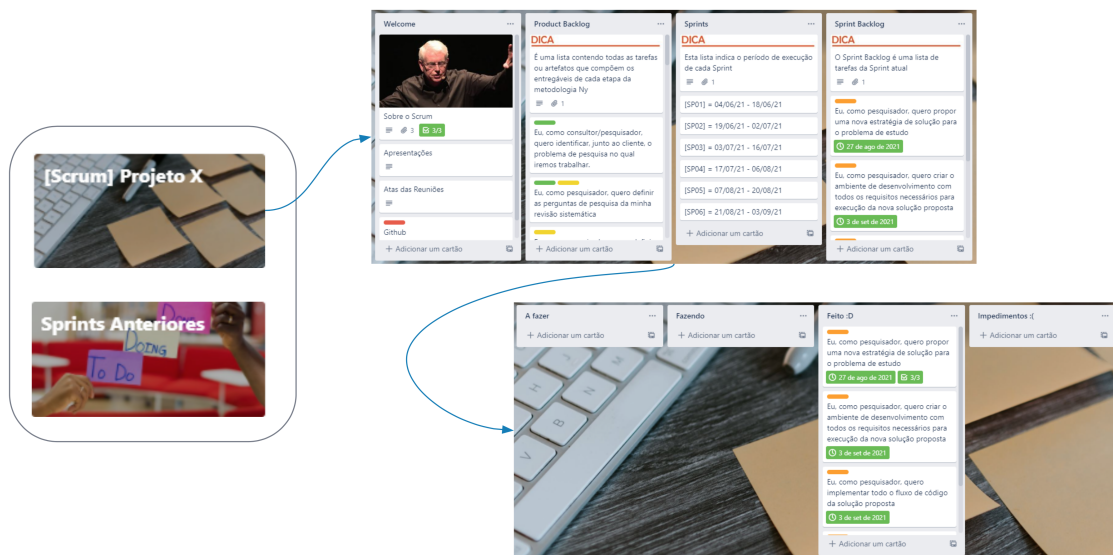 [Scrum] Projeto X
Sprints Anteriores
DOING
To Do
Welcome
Sobre o Scrum
3
3/3
Apresentações
Atas das Reuniões
Github
+ Adicionar um cartão
Product Backlog
DICA
É uma lista contendo todas as tarefas
ou artefatos que compõem os
entregáveis de cada etapa da
metodologia Ny
1
Eu, como consultor/pesquisador,
quero identificar, junto ao cliente, o
problema de pesquisa no qual
iremos trabalhar.
Eu, como pesquisador, quero definir
as perguntas de pesquisa da minha
revisão sistemática
+ Adicionar um cartão
Sprints
DICA
Esta lista indica o período de execução
de cada Sprint
1
[SP01] = 04/06/21 - 18/06/21
[SP02] = 19/06/21 - 02/07/21
[SP03] = 03/07/21 - 16/07/21
[SP04] = 17/07/21 - 06/08/21
[SP05] = 07/08/21 - 20/08/21
[SP06] = 21/08/21 - 03/09/21
+ Adicionar um cartão
Sprint Backlog
DICA
O Sprint Backlog é uma lista de
tarefas da Sprint atual
1
Eu, como pesquisador, quero propor
uma nova estratégia de solução para
o problema de estudo
27 de ago de 2021
Eu, como pesquisador, quero criar o
ambiente de desenvolvimento com
todos os requisitos necessários para
execução da nova solução proposta
3 de set de 2021
+ Adicionar um cartão
A fazer
+ Adicionar um cartão
Fazendo
+ Adicionar um cartão
Feito :D
Eu, como pesquisador, quero propor
uma nova estratégia de solução para
o problema de estudo
27 de ago de 2021 3/3
Eu, como pesquisador, quero criar o
ambiente de desenvolvimento com
todos os requisitos necessários para
execução da nova solução proposta
3 de set de 2021
Eu, como pesquisador, quero
implementar todo o fluxo de código
da solução proposta
3 de set de 2021
+ Adicionar um cartão
Impedimentos :(
+ Adicionar um cartão